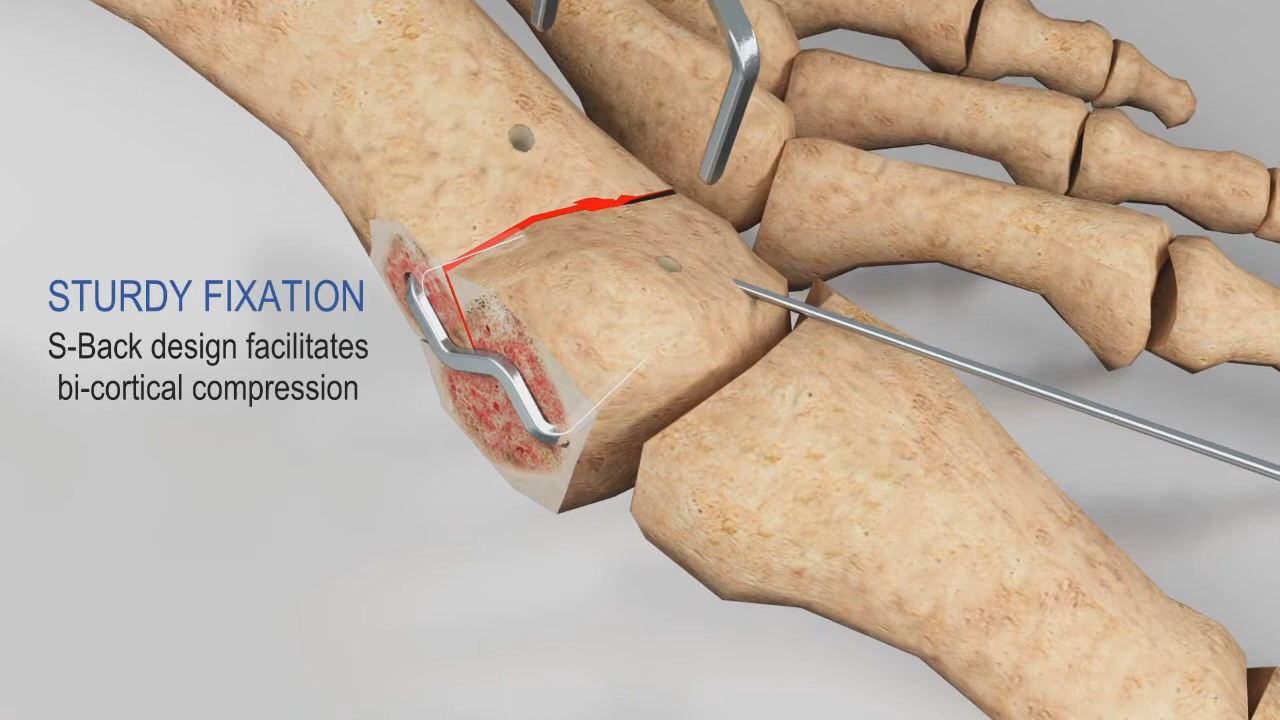 STURDY FIXATION
S-Back design facilitates
bi-cortical compression